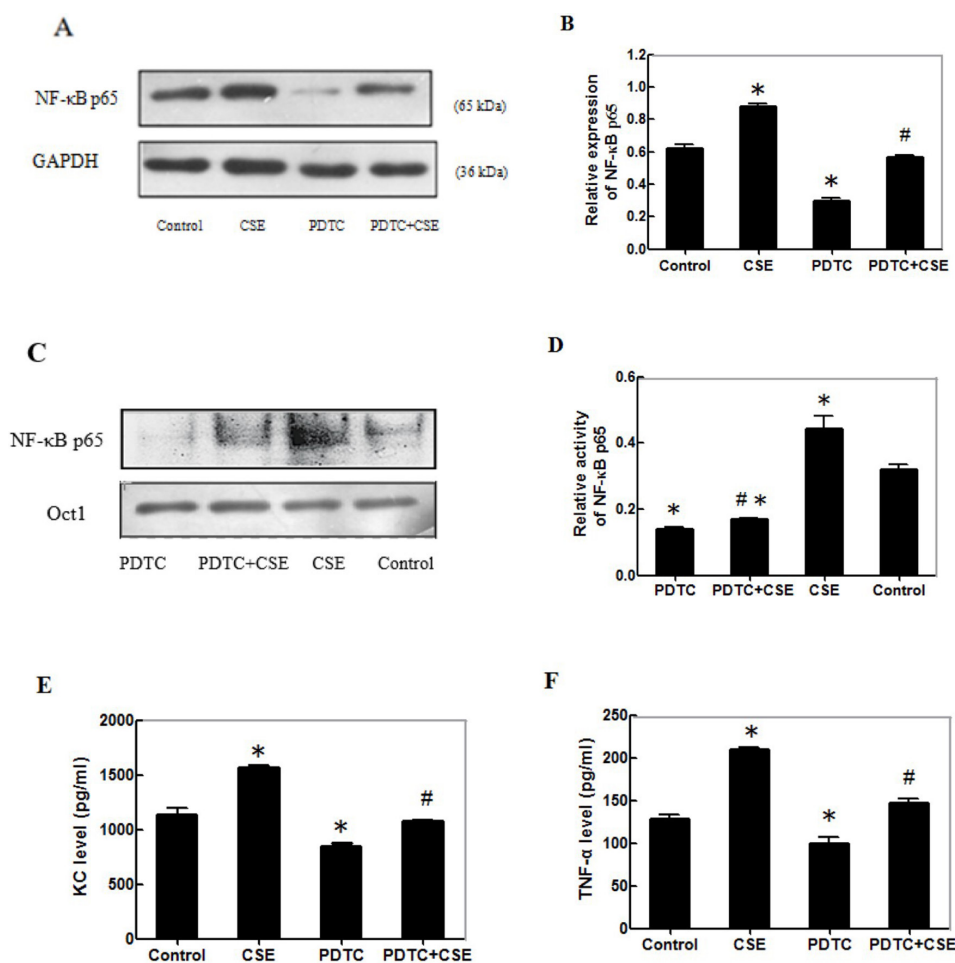 A
NF-κB p65
(65 kDa)
GAPDH
(36 kDa)
Control CSE PDTC PDTC+CSE
B
Relative expression
of NF-κB p65
1.2
0.9
0.6
0.4
0.2
0.0
*
*
#
Control CSE PDTC PDTC+CSE
C
NF-κB p65
Oct1
PDTC PDTC+CSE CSE Control
D
Relative activity
of NF-κB p65
0.6
0.4
0.2
0.0
*
# *
*
PDTC PDTC+CSE CSE Control
E
KC level (pg/ml)
2000
1500
1000
500
0
*
*
#
Control CSE PDTC PDTC+CSE
F
TNF-α level (pg/ml)
250
200
150
100
50
0
*
*
#
Control CSE PDTC PDTC+CSE